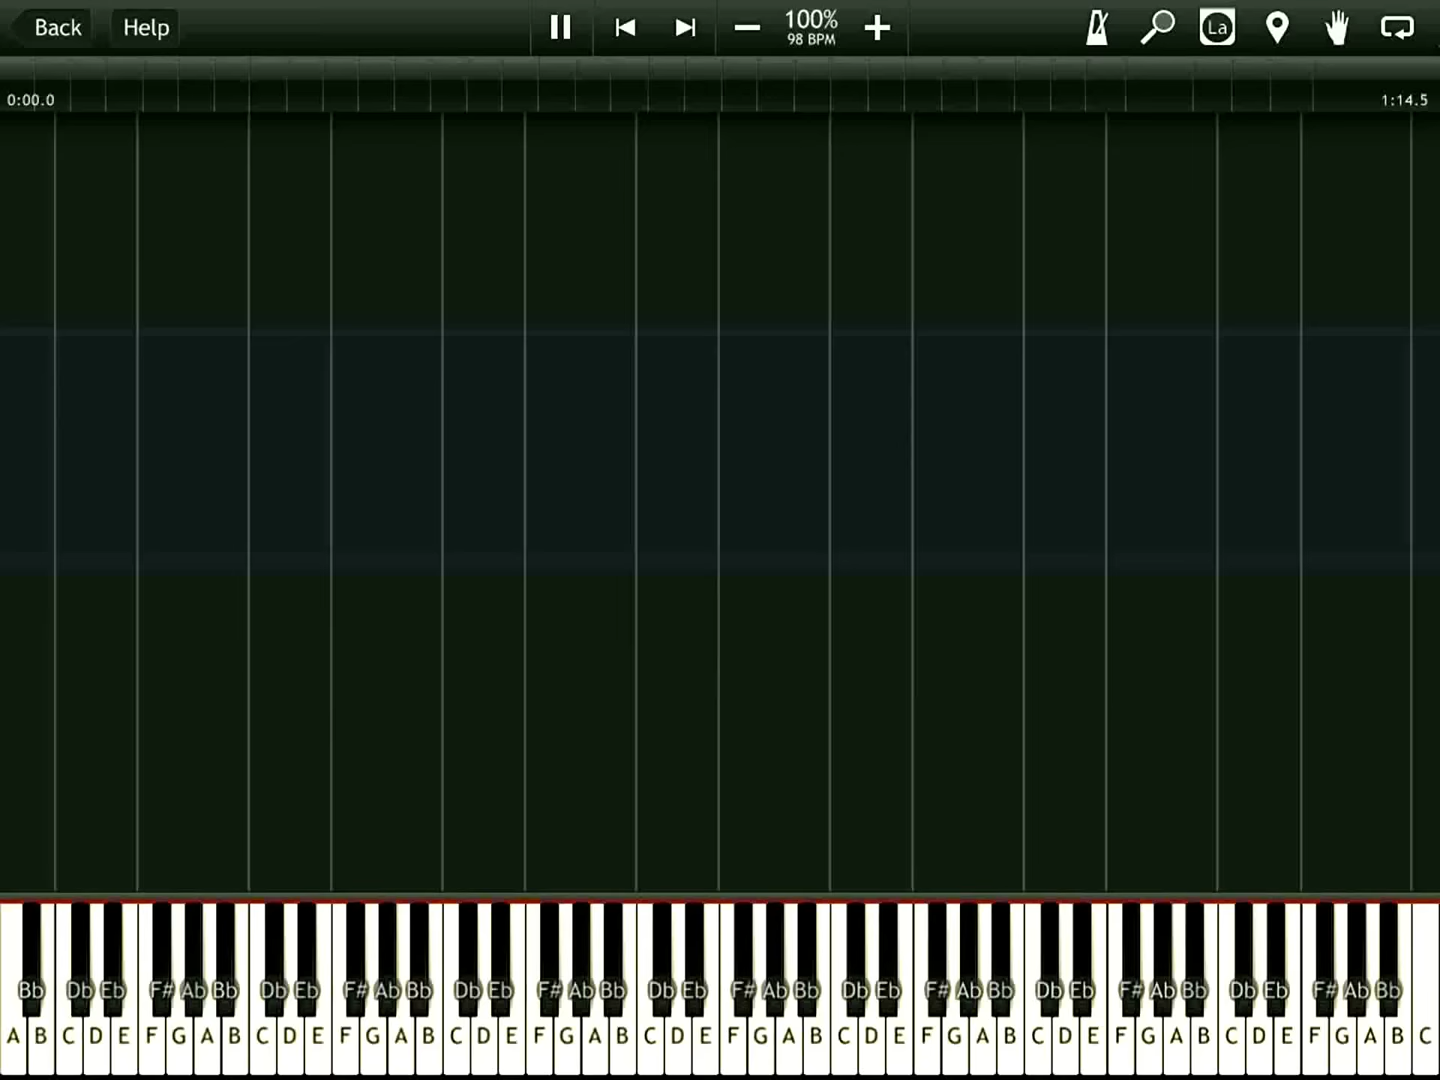 Back Help 100% La
98 BPM
0:00.0 1:14.5
Bb Db Eb F# Ab Bb Db Eb F# Ab Bb Db Eb F# Ab Bb Db Eb F# Ab Bb Db Eb F# Ab Bb Db Eb F# Ab Bb Db Eb F# Ab Bb
A B C D E F G A B C D E F G A B C D E F G A B C D E F G A B C D E F G A B C D E F G A B C D E F G A B C